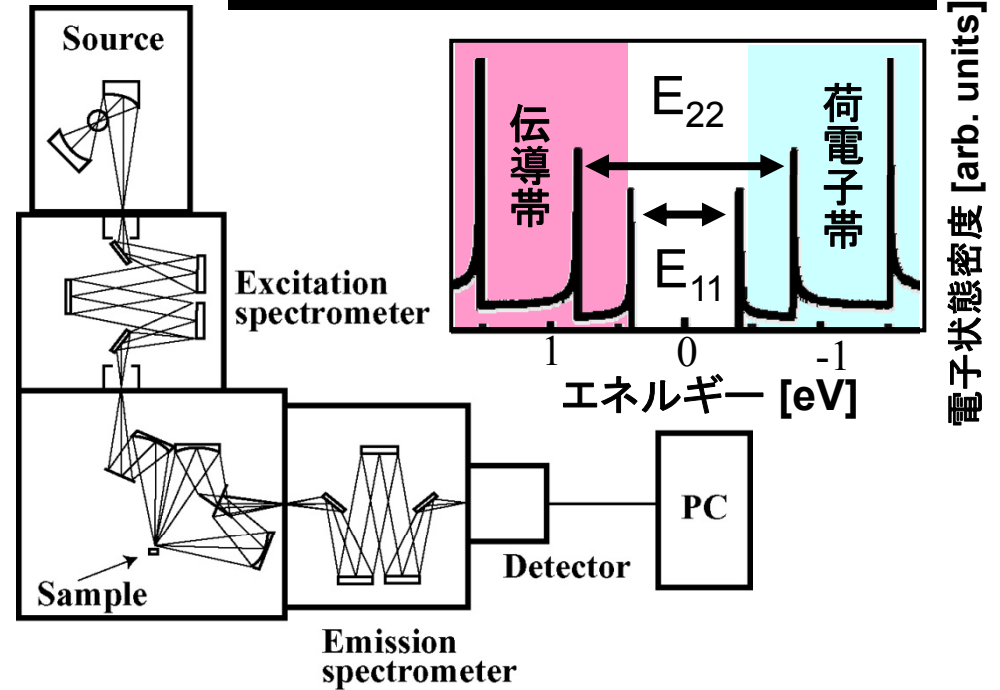 Source
Excitation
spectrometer
Sample
Emission
spectrometer
Detector
PC
伝導帯
E22
E11
荷電子帯
1
0
-1
エネルギー [eV]
電子状態密度 [arb. units]